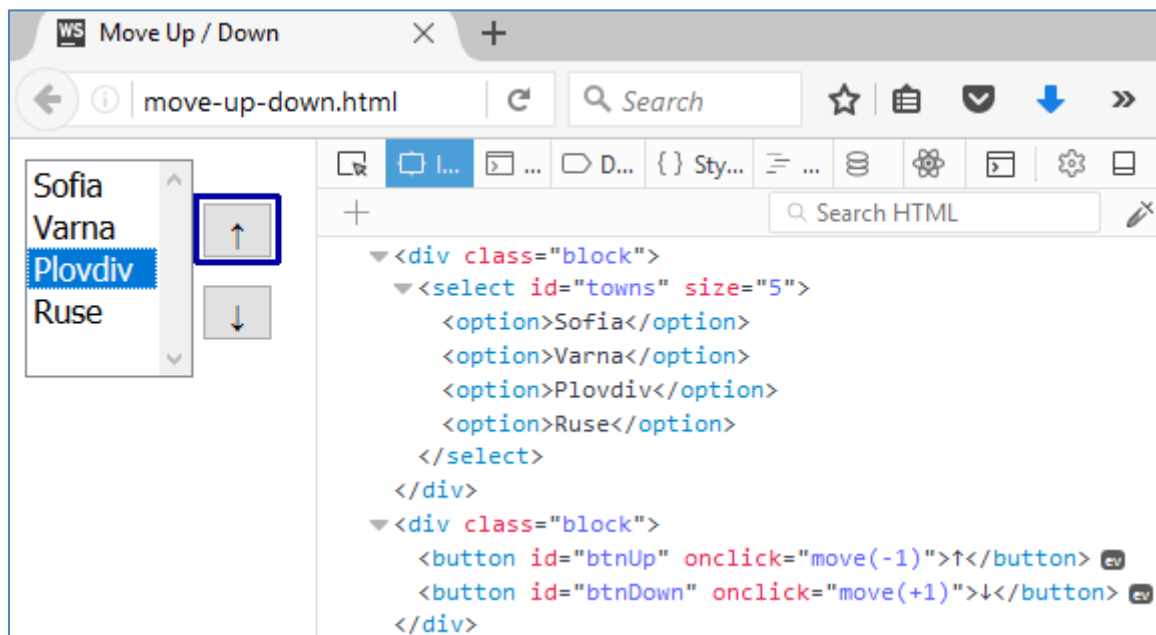 WS Move Up / Down
move-up-down.html Search
I... ... D... { } Sty... ...
Search HTML
Sofia
Varna
Plovdiv
Ruse
↑
↓
<div class="block">
<select id="towns" size="5">
<option>Sofia</option>
<option>Varna</option>
<option>Plovdiv</option>
<option>Ruse</option>
</select>
</div>
<div class="block">
<button id="btnUp" onclick="move(-1)">↑</button> ev
<button id="btnDown" onclick="move(+1)">↓</button> ev
</div>